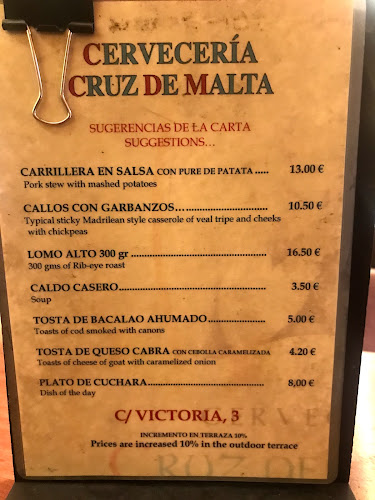 CERVECERÍA
CRUZ DE MALTA
SUGERENCIAS DE LA CARTA
SUGGESTIONS...
CARRILLERA EN SALSA CON PURE DE PATATA ..... 13.00 €
Pork stew with mashed potatoes
CALLOS CON GARBANZOS................................ 10.50 €
Typical sticky Madrilean style casserole of veal tripe and cheeks
with chickpeas
LOMO ALTO 300 gr ................................................ 16.50 €
300 gms of Rib-eye roast
CALDO CASERO.................................................... 3.50 €
Soup
TOSTA DE BACALAO AHUMADO.................... 5.00 €
Toasts of cod smoked with canons
TOSTA DE QUESO CABRA CON CEBOLLA CARAMELIZADA 4.20 €
Toasts of cheese of goat with caramelized onion
PLATO DE CUCHARA.......................................... 8,00 €
Dish of the day
C/ VICTORIA, 3
INCREMENTO EN TERRAZA 10%
Prices are increased 10% in the outdoor terrace